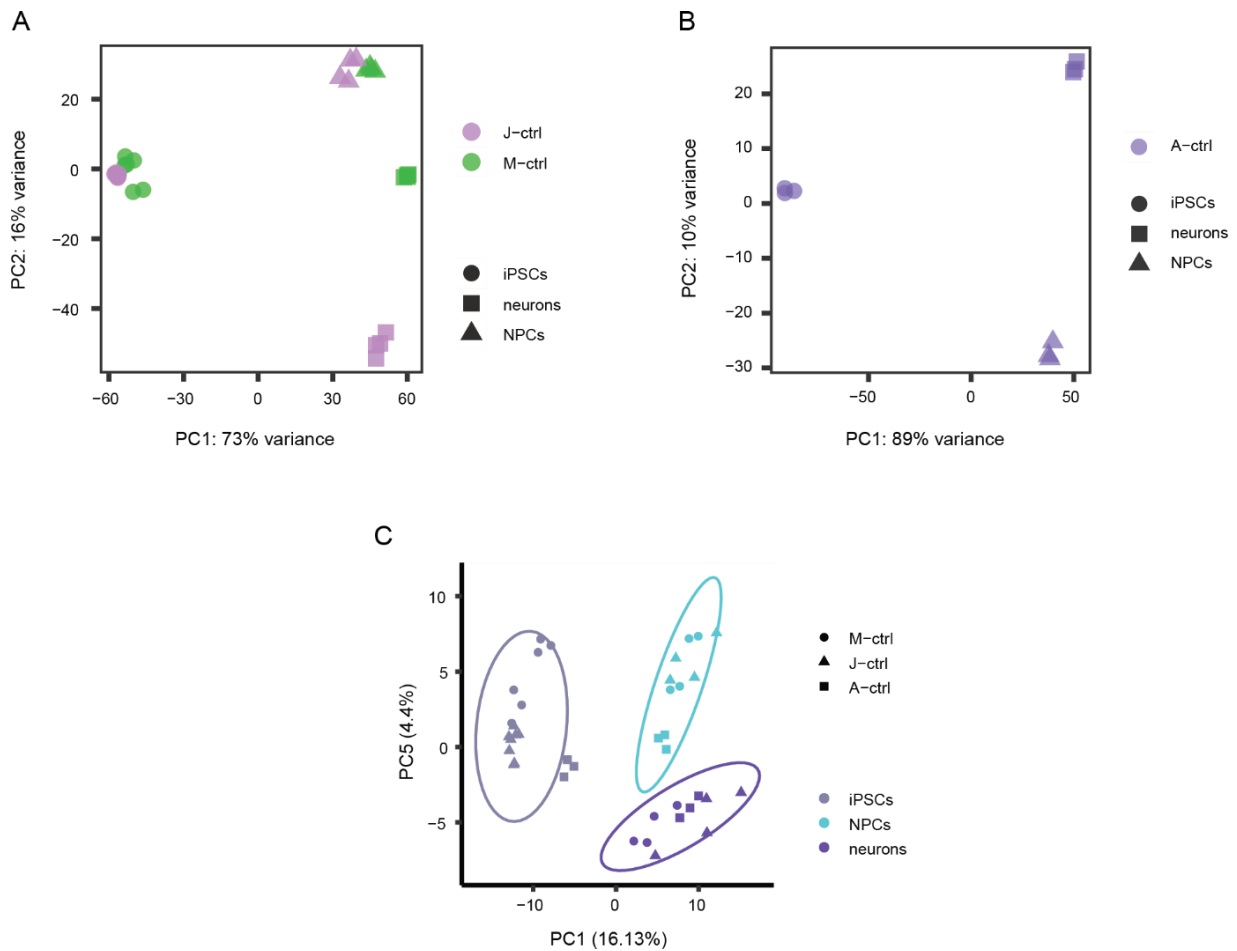 A
20
0
−20
−40
−60
−30
0
30
60
PC2: 16% variance
PC1: 73% variance
J−ctrl
M−ctrl
iPSCs
neurons
NPCs
B
20
10
0
−10
−20
−30
−50
0
50
PC2: 10% variance
PC1: 89% variance
A−ctrl
iPSCs
neurons
NPCs
C
10
5
0
−5
−10
0
10
PC5 (4.4%)
PC1 (16.13%)
M−ctrl
J−ctrl
A−ctrl
iPSCs
NPCs
neurons